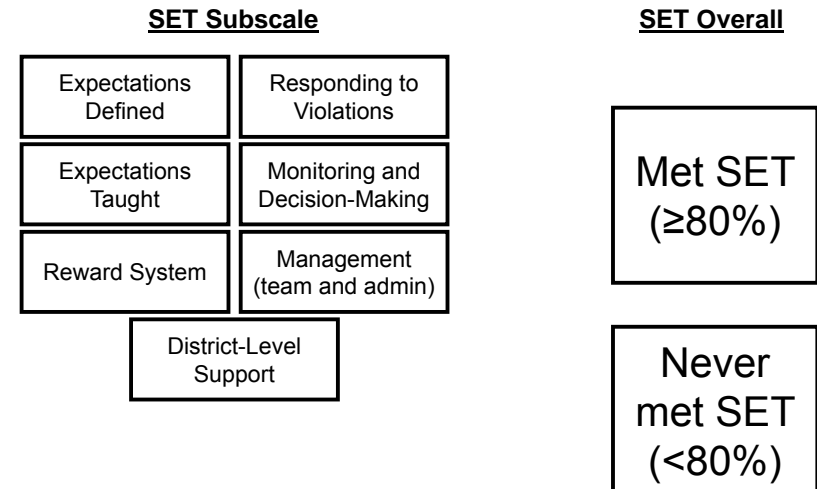 SET Subscale
SET Overall
Expectations
Defined
Responding to
Violations
Expectations
Taught
Monitoring and
Decision-Making
Reward System
Management
(team and admin)
District-Level
Support
Met SET
(≥80%)
Never
met SET
(<80%)